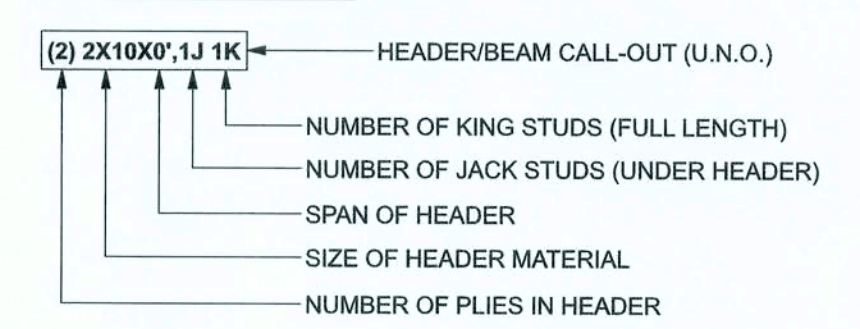 (2) 2X10X0',1J 1K HEADER/BEAM CALL-OUT (U.N.O.)
NUMBER OF KING STUDS (FULL LENGTH)
NUMBER OF JACK STUDS (UNDER HEADER)
SPAN OF HEADER
SIZE OF HEADER MATERIAL
NUMBER OF PLIES IN HEADER